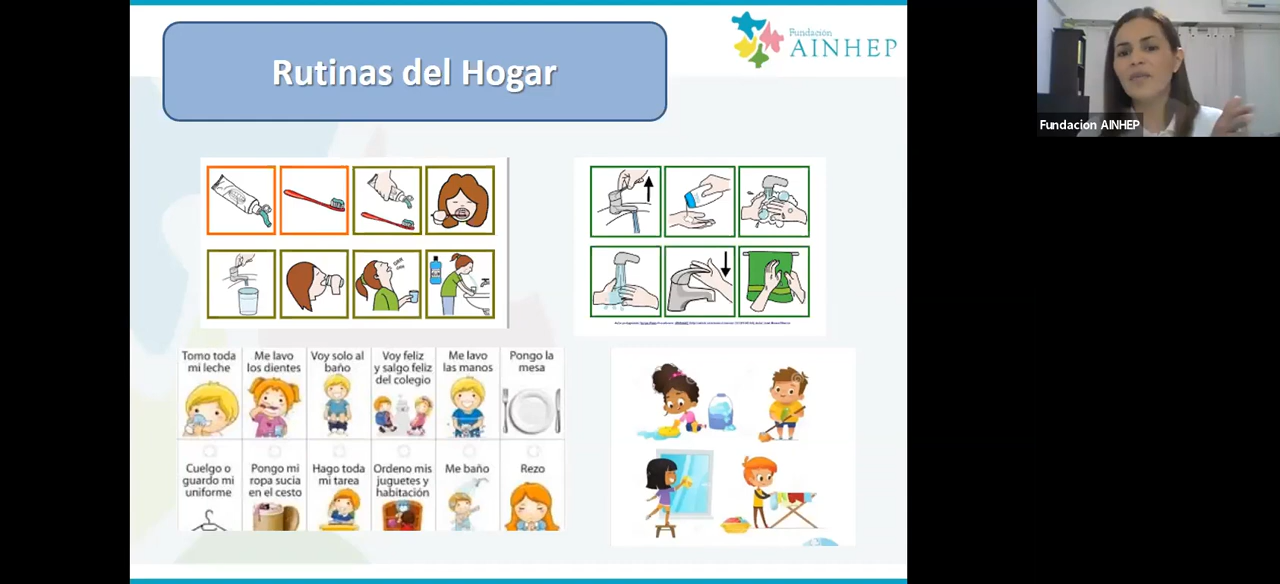 Rutinas del Hogar
Fundación
AINHEP
Fundacion AINHEP
Tomo toda
mi leche
Me lavo
los dientes
Voy solo al
baño
Voy feliz
y salgo feliz
del colegio
Me lavo
las manos
Pongo la
mesa
Cuelgo o
guardo mi
uniforme
Pongo mi
ropa sucia
en el cesto
Hago toda
mi tarea
Ordeno mis
juguetes y
habitación
Me baño
Rezo